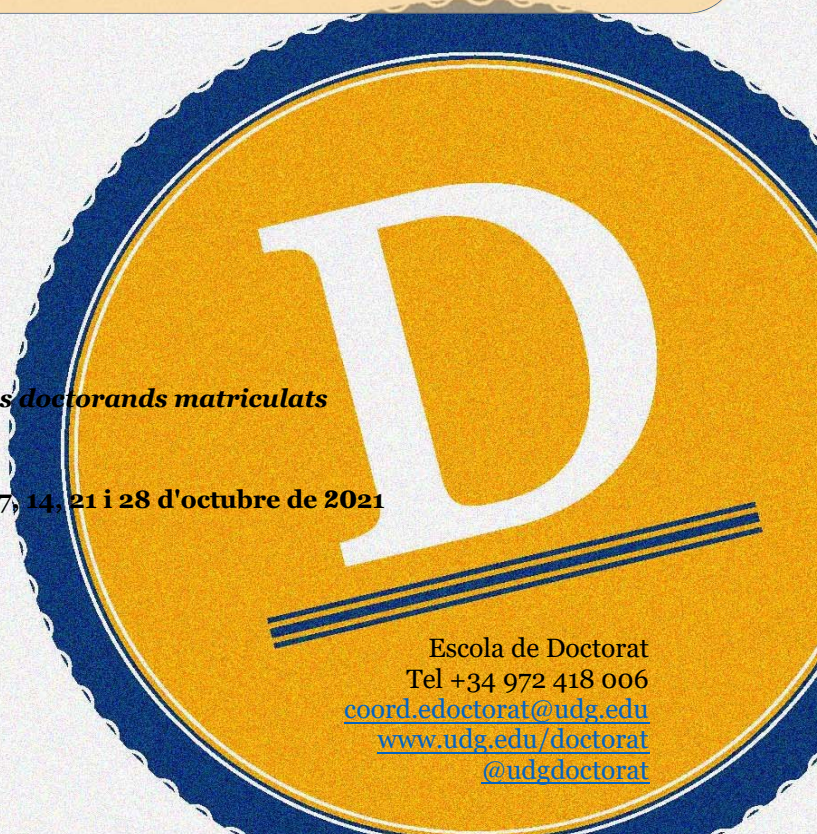 D
s doctorands matriculats
7, 14, 21 i 28 d'octubre de 2021
Escola de Doctorat
Tel +34 972 418 006
coord.edoctorat@udg.edu
www.udg.edu/doctorat
@udgdoctorat